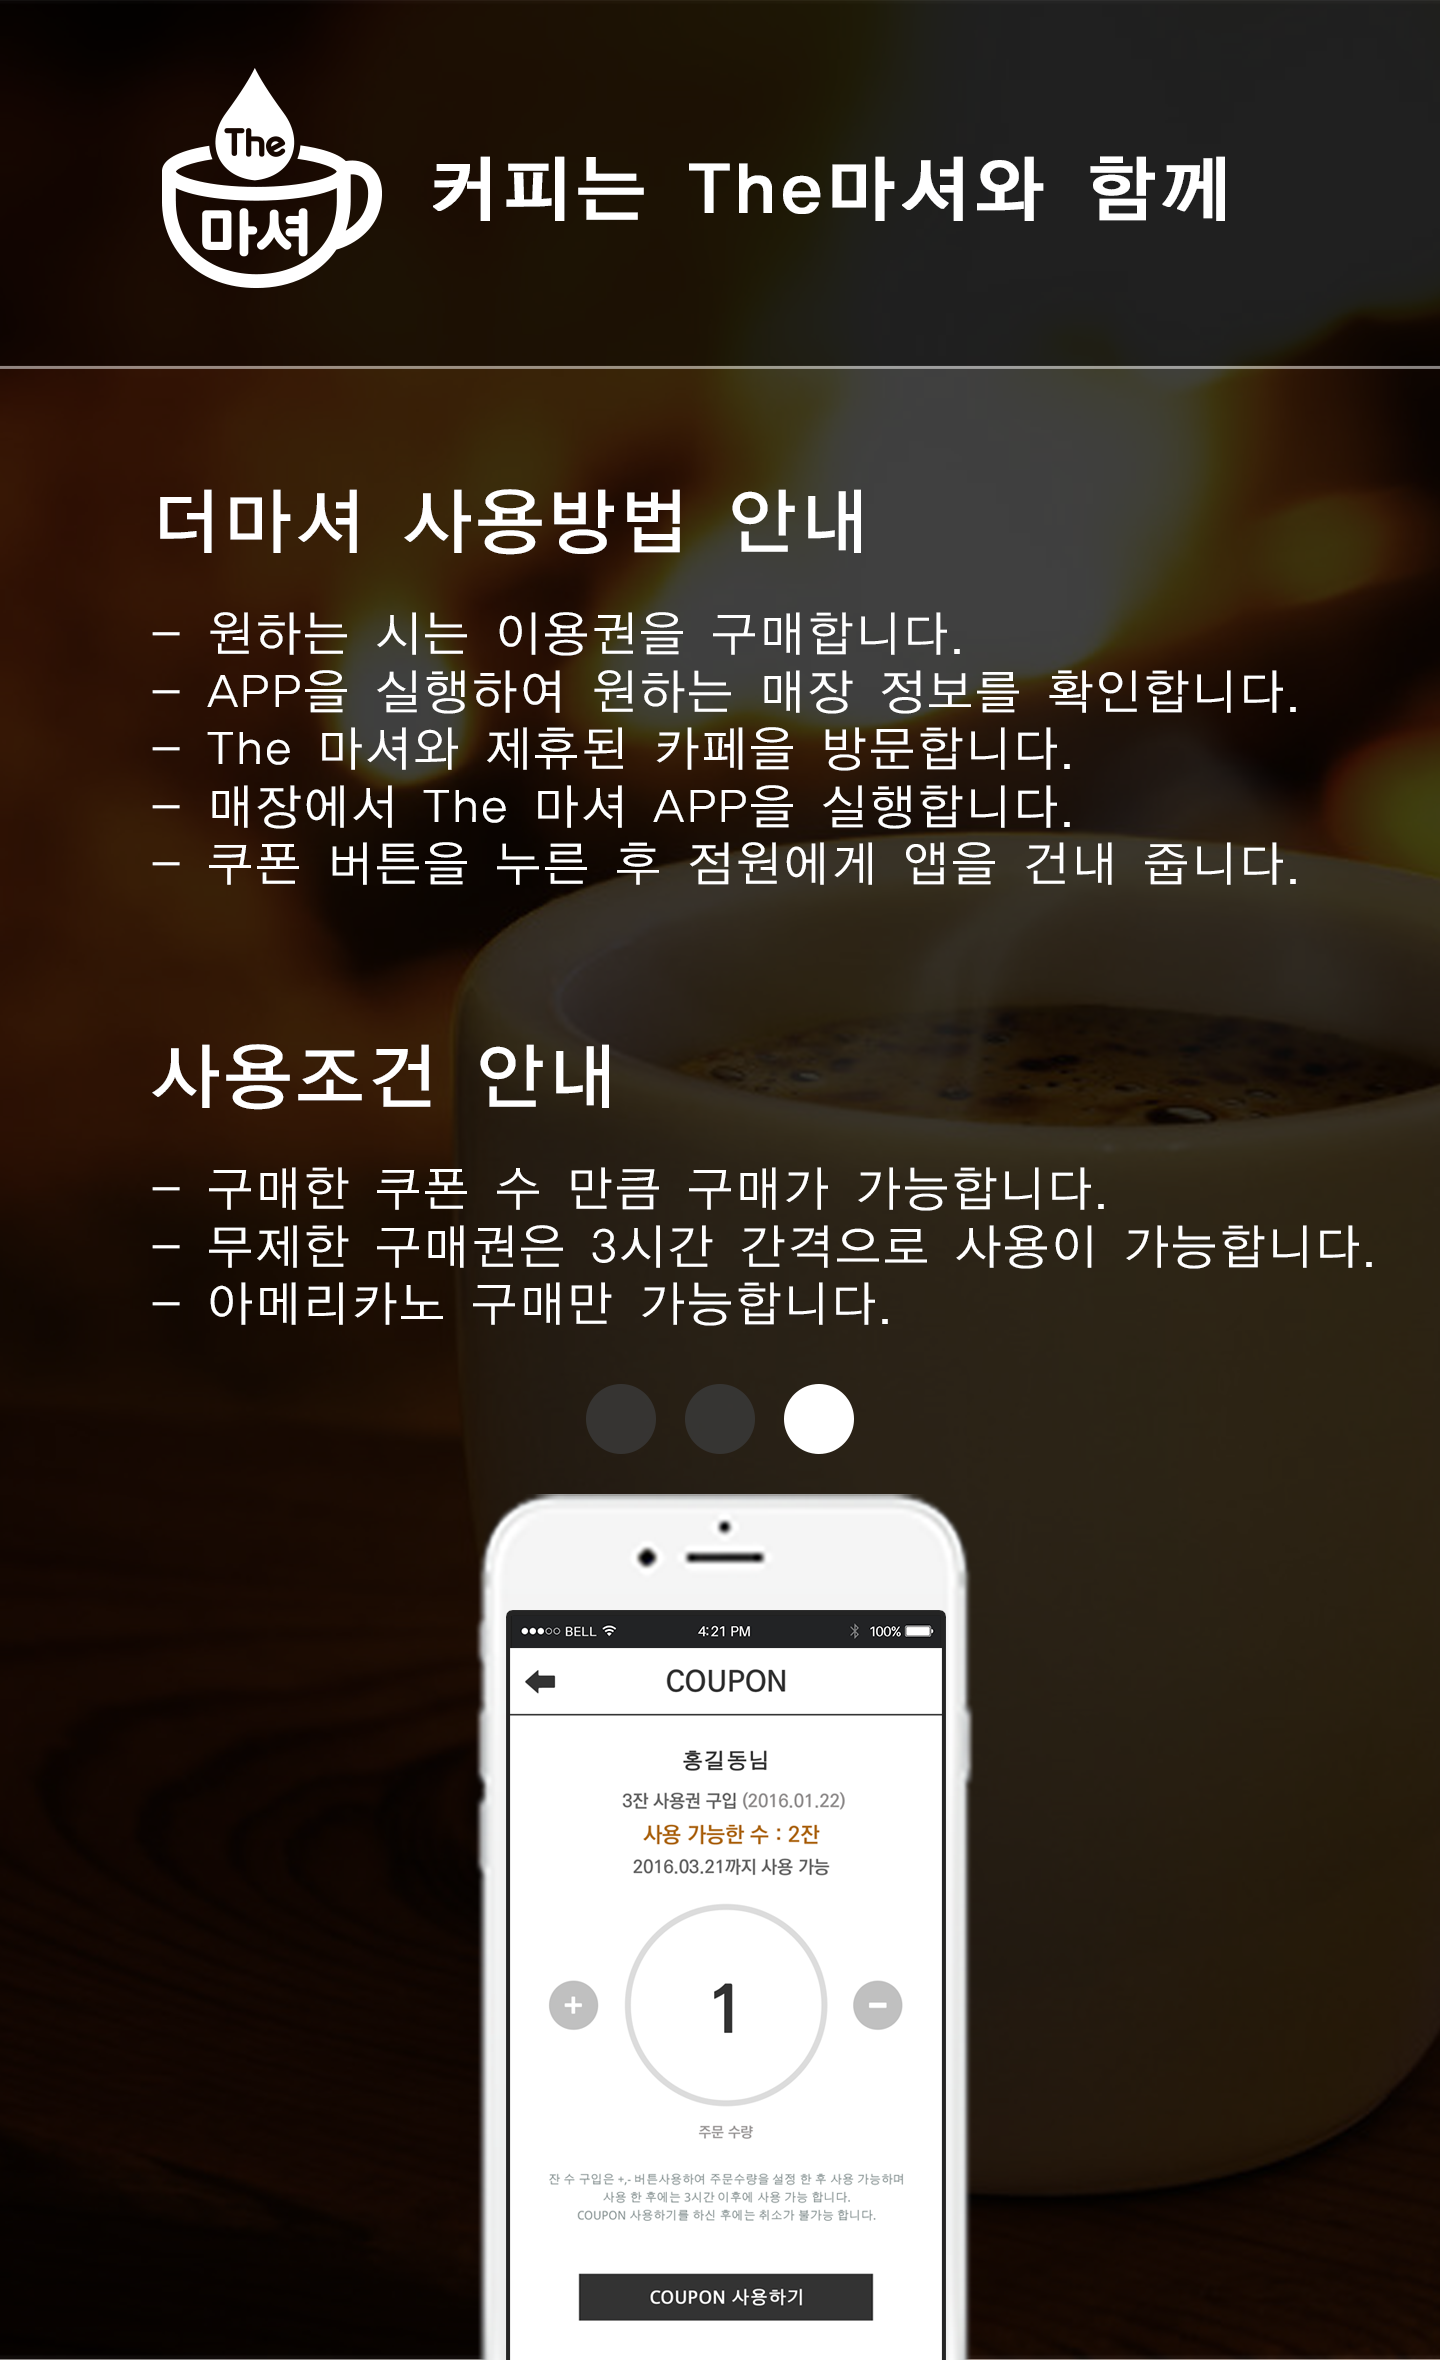 The
마셔
커피는 The마셔와 함께
더마셔 사용방법 안내
- 원하는 시는 이용권을 구매합니다.
- APP을 실행하여 원하는 매장 정보를 확인합니다.
- The 마셔와 제휴된 카페을 방문합니다.
- 매장에서 The 마셔 APP을 실행합니다.
- 쿠폰 버튼을 누른 후 점원에게 앱을 건내 줍니다.
사용조건 안내
- 구매한 쿠폰 수 만큼 구매가 가능합니다.
- 무제한 구매권은 3시간 간격으로 사용이 가능합니다.
- 아메리카노 구매만 가능합니다.
BELL 4:21 PM 100%
COUPON
홍길동님
3잔 사용권 구입 (2016.01.22)
사용 가능한 수 : 2잔
2016.03.21까지 사용 가능
+ 1 -
주문 수량
잔 수 구입은 +,- 버튼사용하여 주문수량을 설정 한 후 사용 가능하며
사용 한 후에는 3시간 이후에 사용 가능 합니다.
COUPON 사용하기를 하신 후에는 취소가 불가능 합니다.
COUPON 사용하기